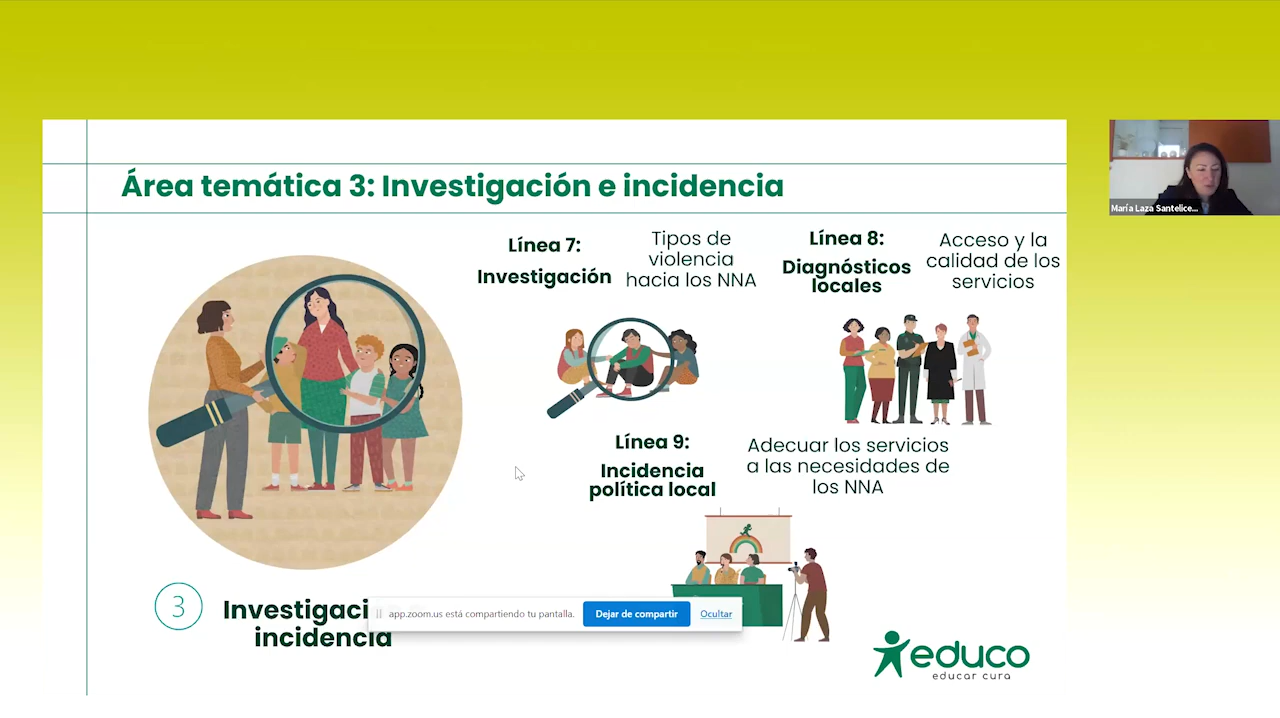 Área temática 3: Investigación e incidencia
Línea 7:
Investigación
Tipos de
violencia
hacia los NNA
Línea 8:
Diagnósticos
locales
Acceso y la
calidad de los
servicios
Línea 9:
Incidencia
política local
Adecuar los servicios
a las necesidades de
los NNA
3
Investigaci
incidencia
app.zoom.us está compartiendo tu pantalla.
Dejar de compartir
Ocultar
educo
educar cura
María Laza Santelice...